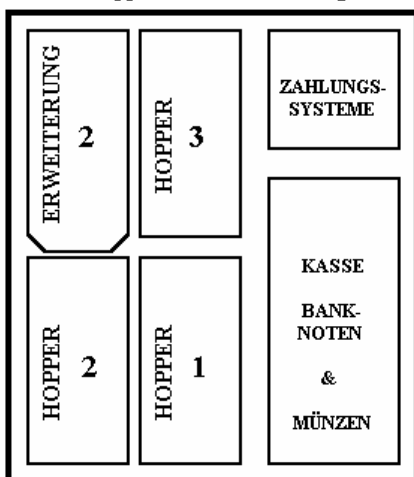 ERWEITERUNG
2
HOPPER
3
ZAHLUNGS-
SYSTEME
HOPPER
2
HOPPER
1
KASSE
BANK-
NOTEN
&
MÜNZEN